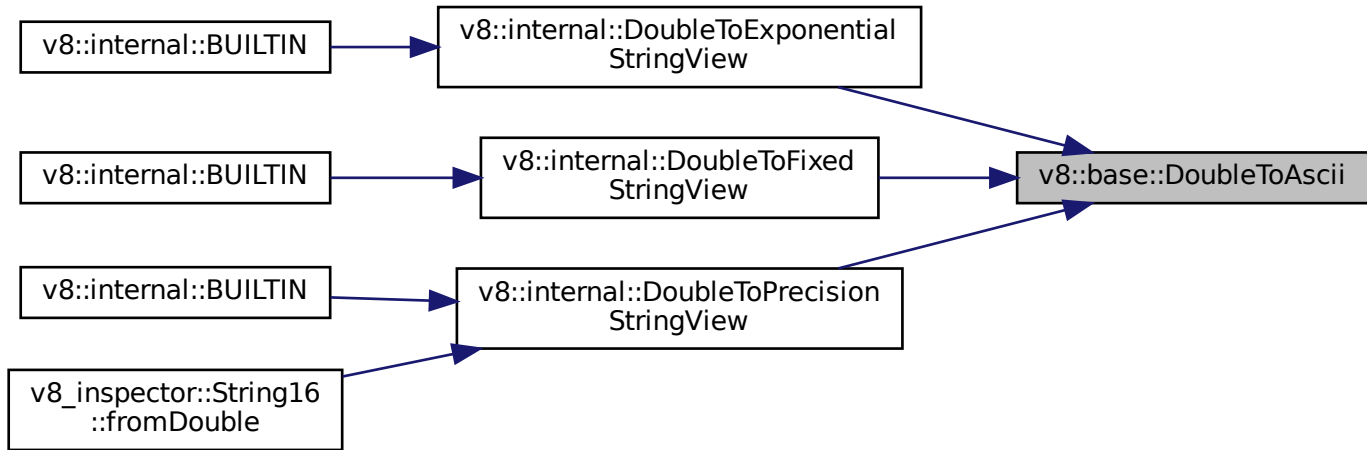 v8::internal::BUILTIN
v8::internal::DoubleToExponential
StringView
v8::internal::BUILTIN
v8::internal::DoubleToFixed
StringView
v8::base::DoubleToAscii
v8::internal::BUILTIN
v8::internal::DoubleToPrecision
StringView
v8_inspector::String16
::fromDouble